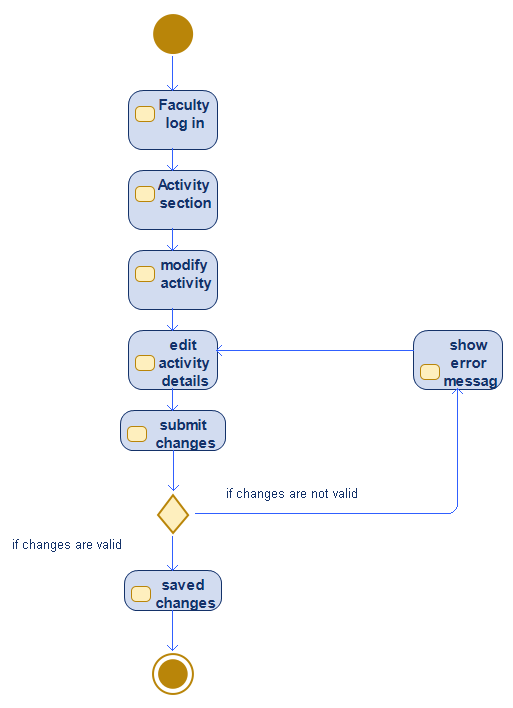 Faculty
log in
Activity
section
modify
activity
edit
activity
details
show
error
messag
submit
changes
if changes are not valid
if changes are valid
saved
changes